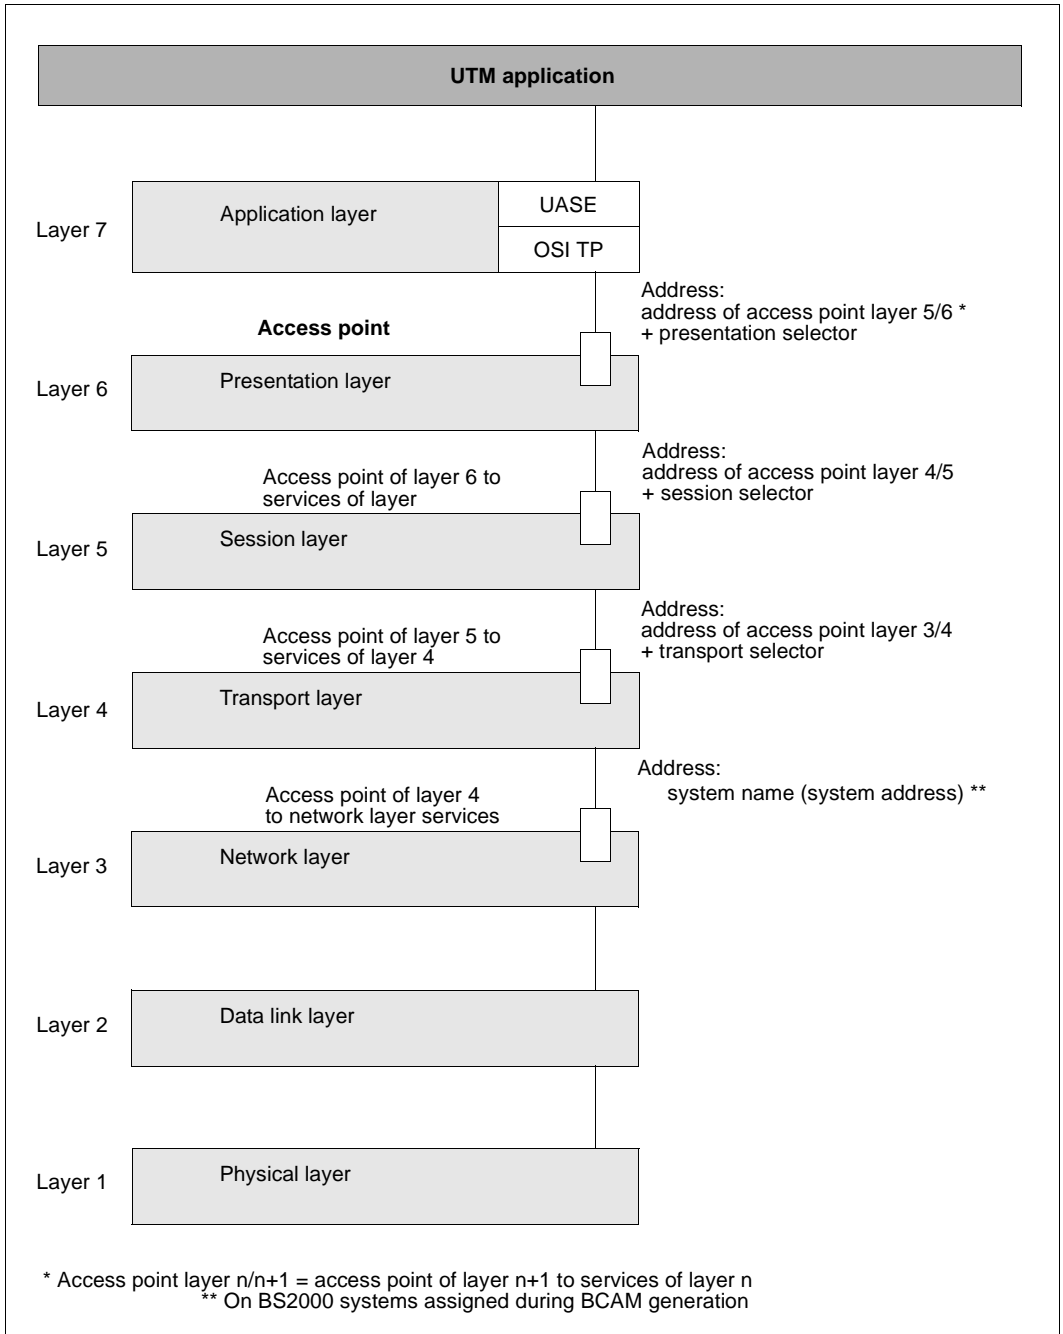 UTM application
Layer 7
Application layer
UASE
OSI TP
Address:
address of access point layer 5/6 *
+ presentation selector
Access point
Layer 6
Presentation layer
Address:
address of access point layer 4/5
+ session selector
Access point of layer 6 to
services of layer
Layer 5
Session layer
Address:
address of access point layer 3/4
+ transport selector
Access point of layer 5 to
services of layer 4
Layer 4
Transport layer
Address:
system name (system address) **
Access point of layer 4
to network layer services
Layer 3
Network layer
Layer 2
Data link layer
Layer 1
Physical layer
* Access point layer n/n+1 = access point of layer n+1 to services of layer n
** On BS2000 systems assigned during BCAM generation